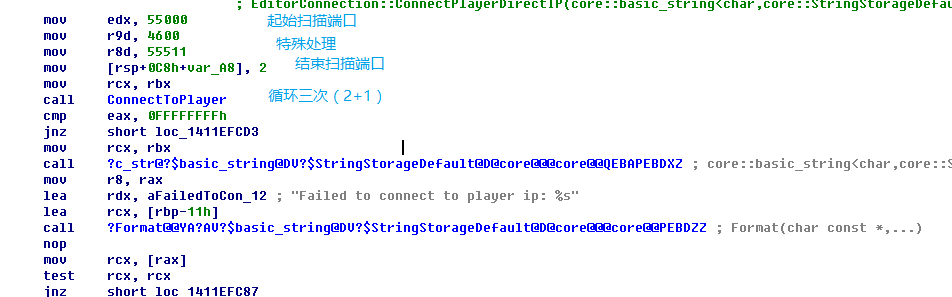 ; EditorConnection::ConnectPlayerDirectIP(core::basic_string<char,core::StringStorageDefau
mov edx, 55000 起始扫描端口
mov r9d, 4600 特殊处理
mov r8d, 55511
mov [rsp+0C8h+var_A8], 2 结束扫描端口
mov rcx, rbx
call ConnectToPlayer 循环三次（2+1）
cmp eax, 0FFFFFFFFh
jnz short loc_1411EFCD3
mov rcx, rbx
call ?c_str@?$basic_string@DV?$StringStorageDefault@D@core@@@core@@QEBAPEBDXZ ; core::basic_string<char,core::S
mov r8, rax
lea rdx, aFailedToCon_12 ; "Failed to connect to player ip: %s"
lea rcx, [rbp-11h]
call ?Format@@YA?AV?$basic_string@DV?$StringStorageDefault@D@core@@@core@@PEBDZZ ; Format(char const *,...)
nop
mov rcx, [rax]
test rcx, rcx
jnz short loc_1411EFC87